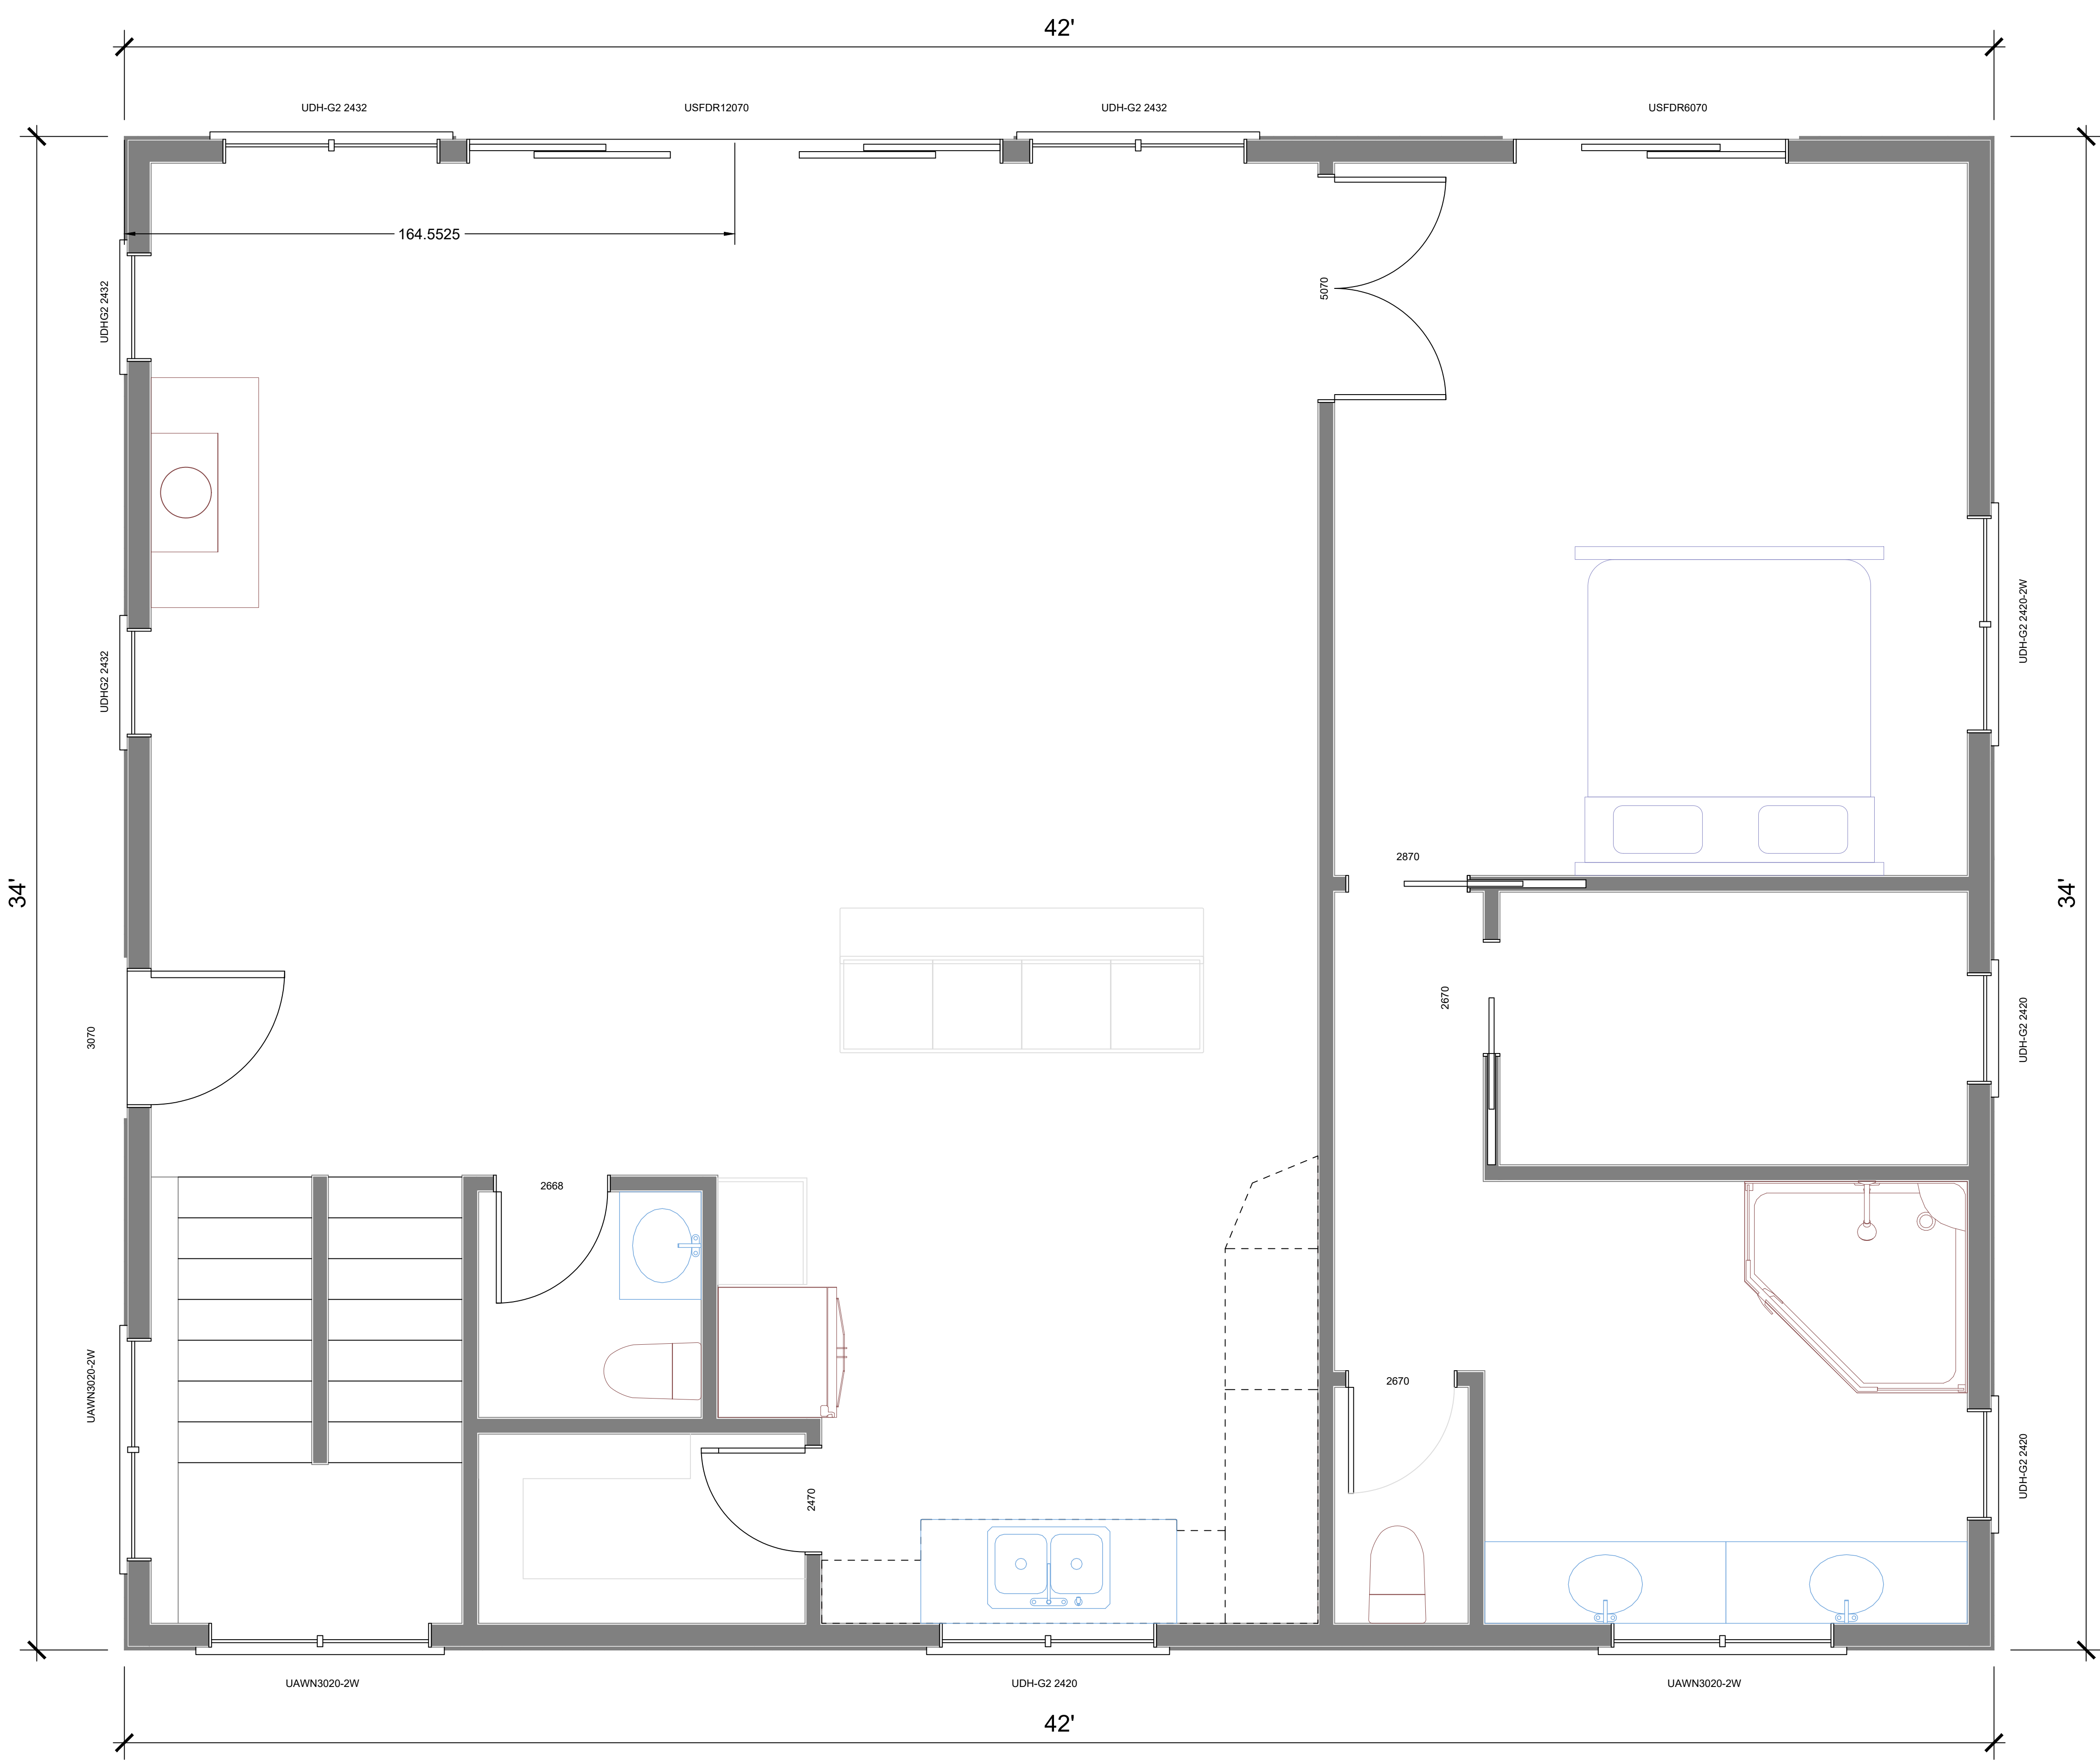 42'
UDH-G2 2432
USFDR12070
UDH-G2 2432
USFDR6070
164.5525
UDHG2 2432
5070
UDH-G2 2420-2W
UDHG2 2432
2870
34'
34'
2670
3070
UDH-G2 2420
2668
UAWN3020-2W
2670
UDH-G2 2420
2470
UAWN3020-2W
UDH-G2 2420
UAWN3020-2W
42'